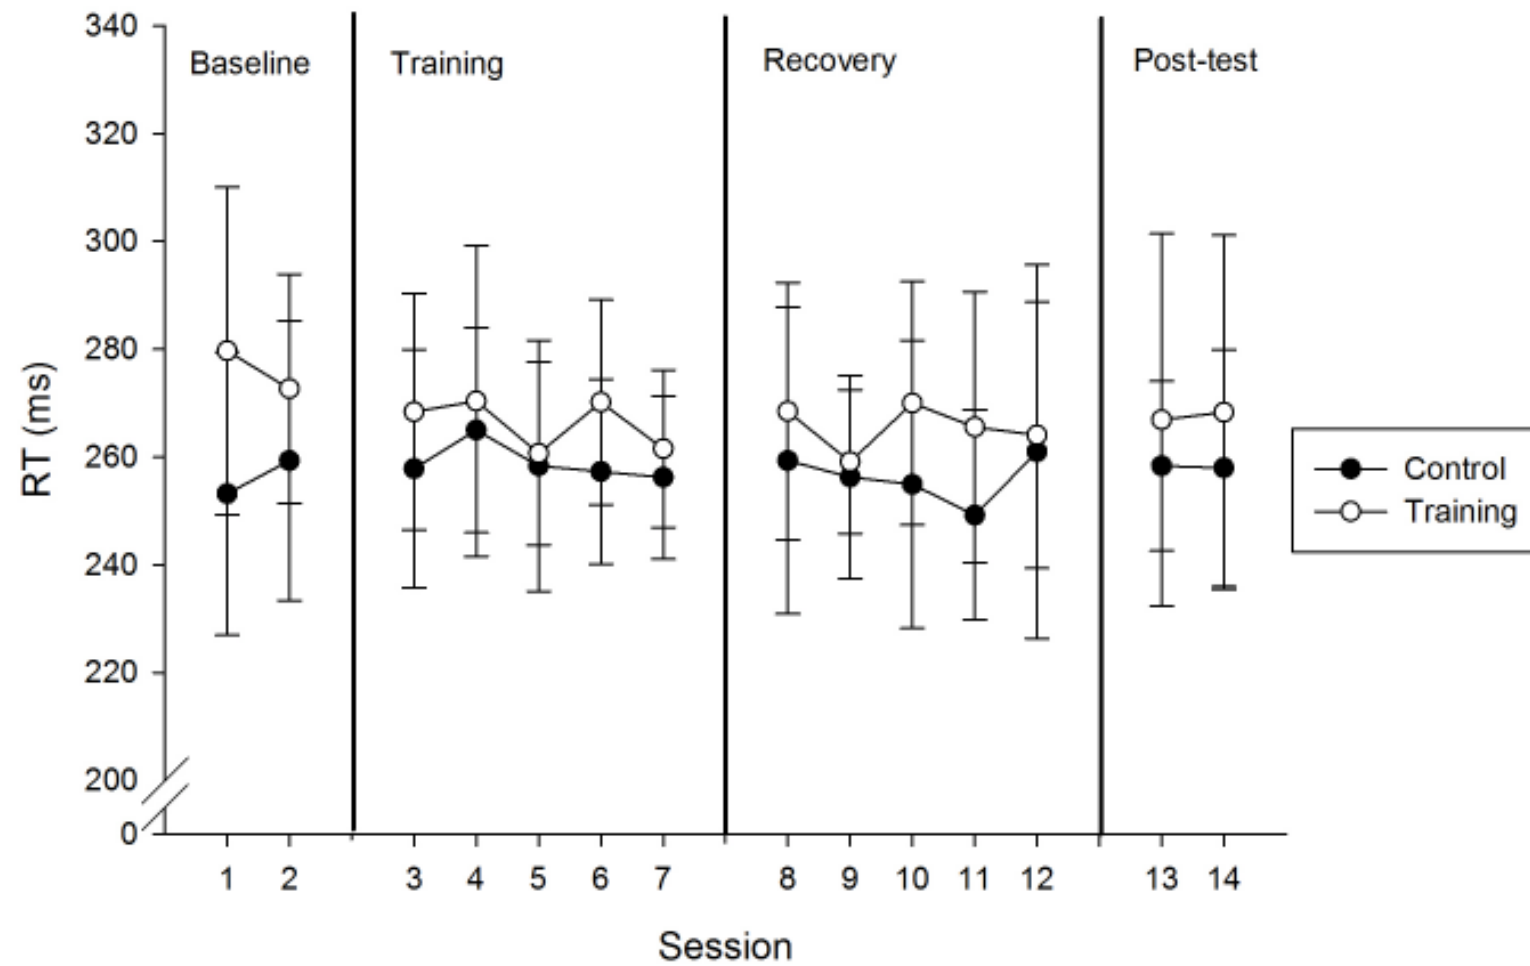 340
Baseline
Training
Recovery
Post-test
320
300
280
260
240
220
200
0
RT (ms)
Control
Training
1 2 3 4 5 6 7 8 9 10 11 12 13 14
Session